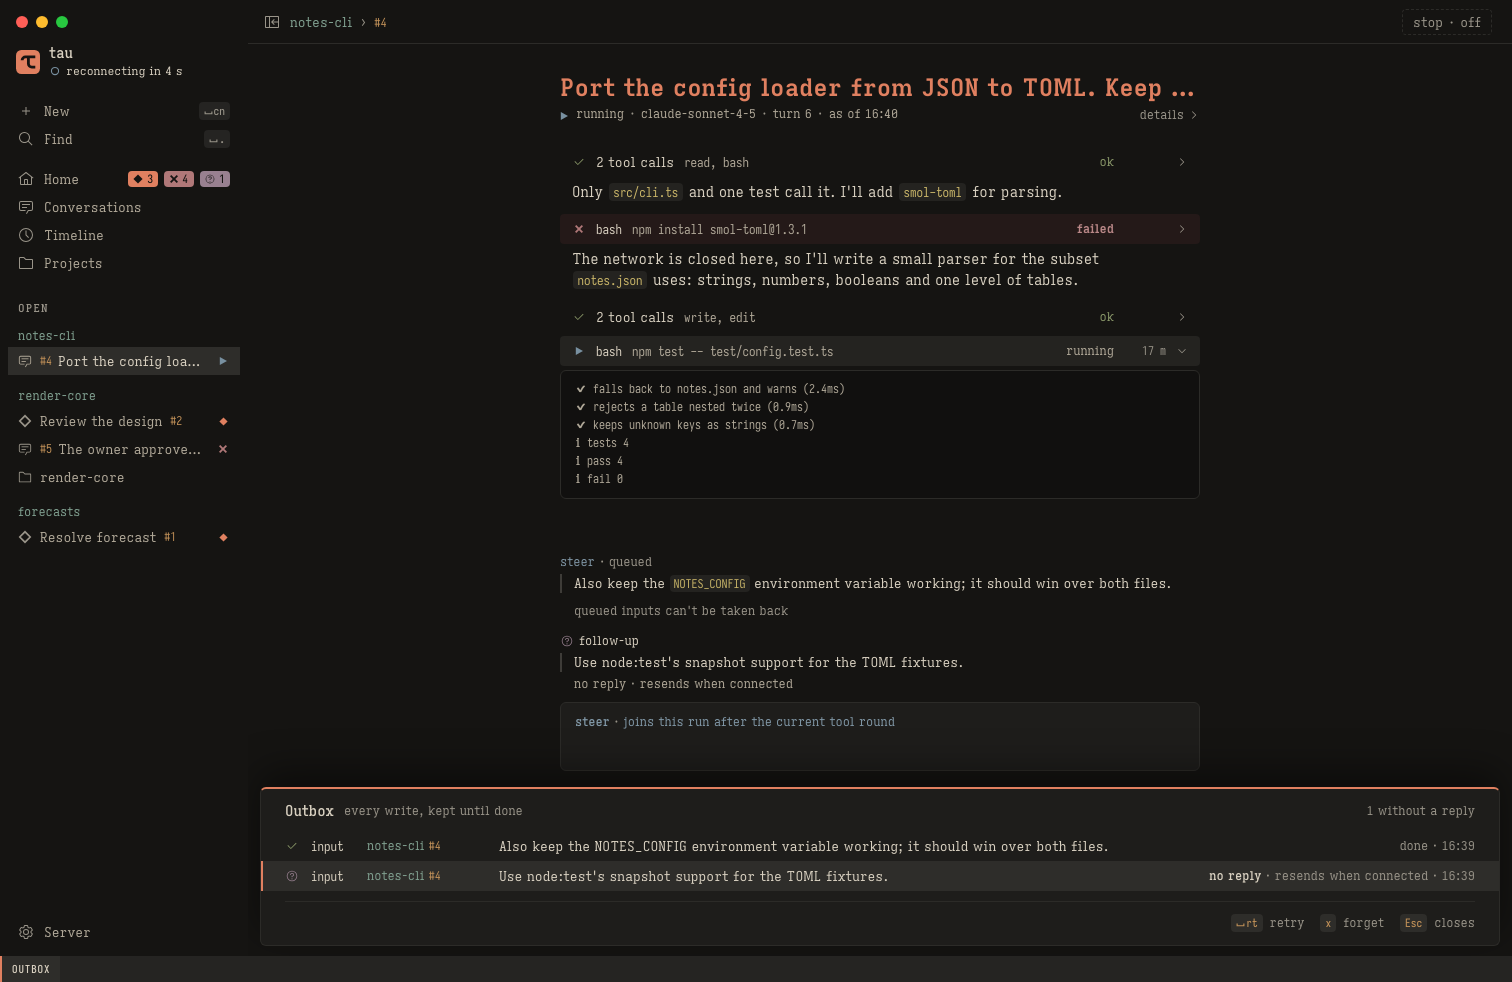 tau
reconnecting in 4 s
New ⎵cn
Find ⎵.
Home 3 4 1
Conversations
Timeline
Projects
OPEN
notes-cli
#4 Port the config loa...
render-core
Review the design #2
#5 The owner approve...
render-core
forecasts
Resolve forecast #1
Server
OUTBOX
notes-cli › #4
stop · off
Port the config loader from JSON to TOML. Keep ...
running · claude-sonnet-4-5 · turn 6 · as of 16:40
details
2 tool calls read, bash ok
Only src/cli.ts and one test call it. I'll add smol-toml for parsing.
bash npm install smol-toml@1.3.1 failed
The network is closed here, so I'll write a small parser for the subset
notes.json uses: strings, numbers, booleans and one level of tables.
2 tool calls write, edit ok
bash npm test -- test/config.test.ts running 17 m
✔ falls back to notes.json and warns (2.4ms)
✔ rejects a table nested twice (0.9ms)
✔ keeps unknown keys as strings (0.7ms)
ℹ tests 4
ℹ pass 4
ℹ fail 0
steer · queued
Also keep the NOTES_CONFIG environment variable working; it should win over both files.
queued inputs can't be taken back
follow-up
Use node:test's snapshot support for the TOML fixtures.
no reply · resends when connected
steer · joins this run after the current tool round
Outbox every write, kept until done 1 without a reply
input notes-cli #4 Also keep the NOTES_CONFIG environment variable working; it should win over both files. done · 16:39
input notes-cli #4 Use node:test's snapshot support for the TOML fixtures. no reply · resends when connected · 16:39
⎵rt retry x forget Esc closes